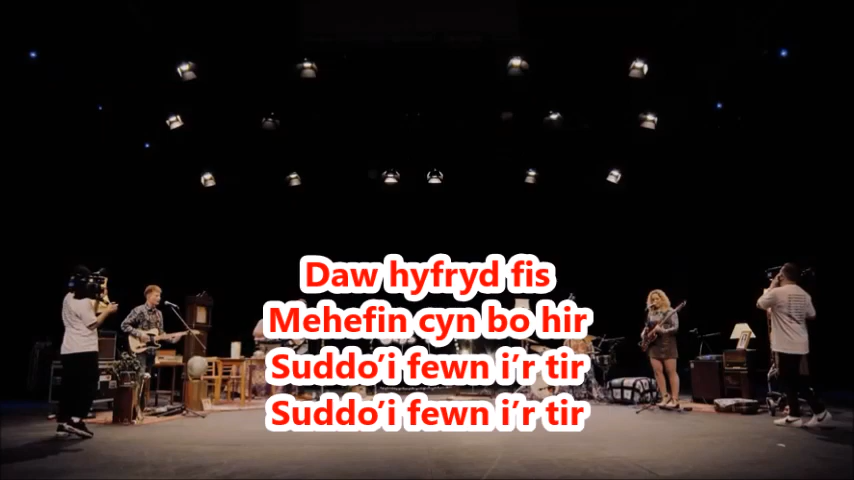 Daw hyfryd fis
Mehefin cyn bo hir
Suddo’i fewn i’r tir
Suddo’i fewn i’r tir